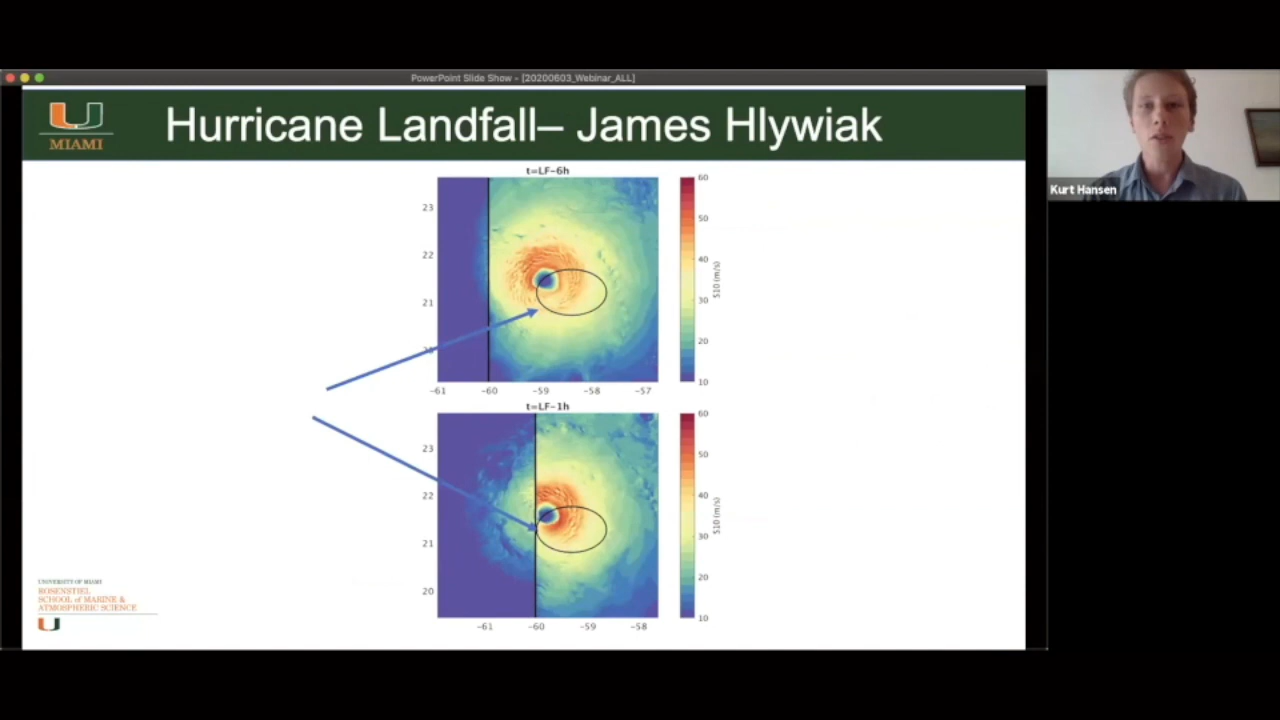 PowerPoint Slide Show - [20200603_Webinar_ALL]
MIAMI
Hurricane Landfall– James Hlywiak
Kurt Hansen
t=LF-6h
23
22
21
-61
-60
-59
-58
-57
60
50
40
30
20
10
S10 (m/s)
t=LF-1h
23
22
21
20
-61
-60
-59
-58
60
50
40
30
20
10
S10 (m/s)
UNIVERSITY OF MIAMI
ROSENSTIEL
SCHOOL of MARINE &
ATMOSPHERIC SCIENCE